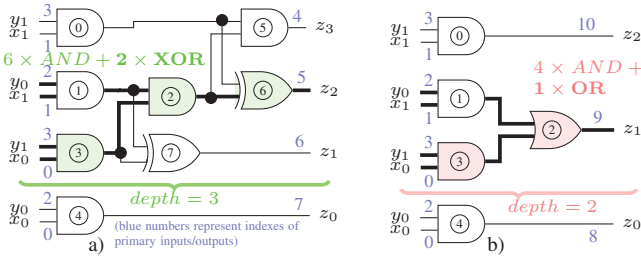 3
y1
x1
1
0
5
4
z3
6 × AND + 2 × XOR
2
y0
x1
1
1
2
6
5
z2
3
y1
x0
0
3
7
6
z1
depth = 3
2
y0
x0
0
4
7
z0
a)
(blue numbers represent indexes of
primary inputs/outputs)
3
y1
x1
1
0
10
z2
4 × AND +
1 × OR
2
y0
x1
1
1
2
9
z1
3
y1
x0
0
3
depth = 2
2
y0
x0
0
4
8
z0
b)